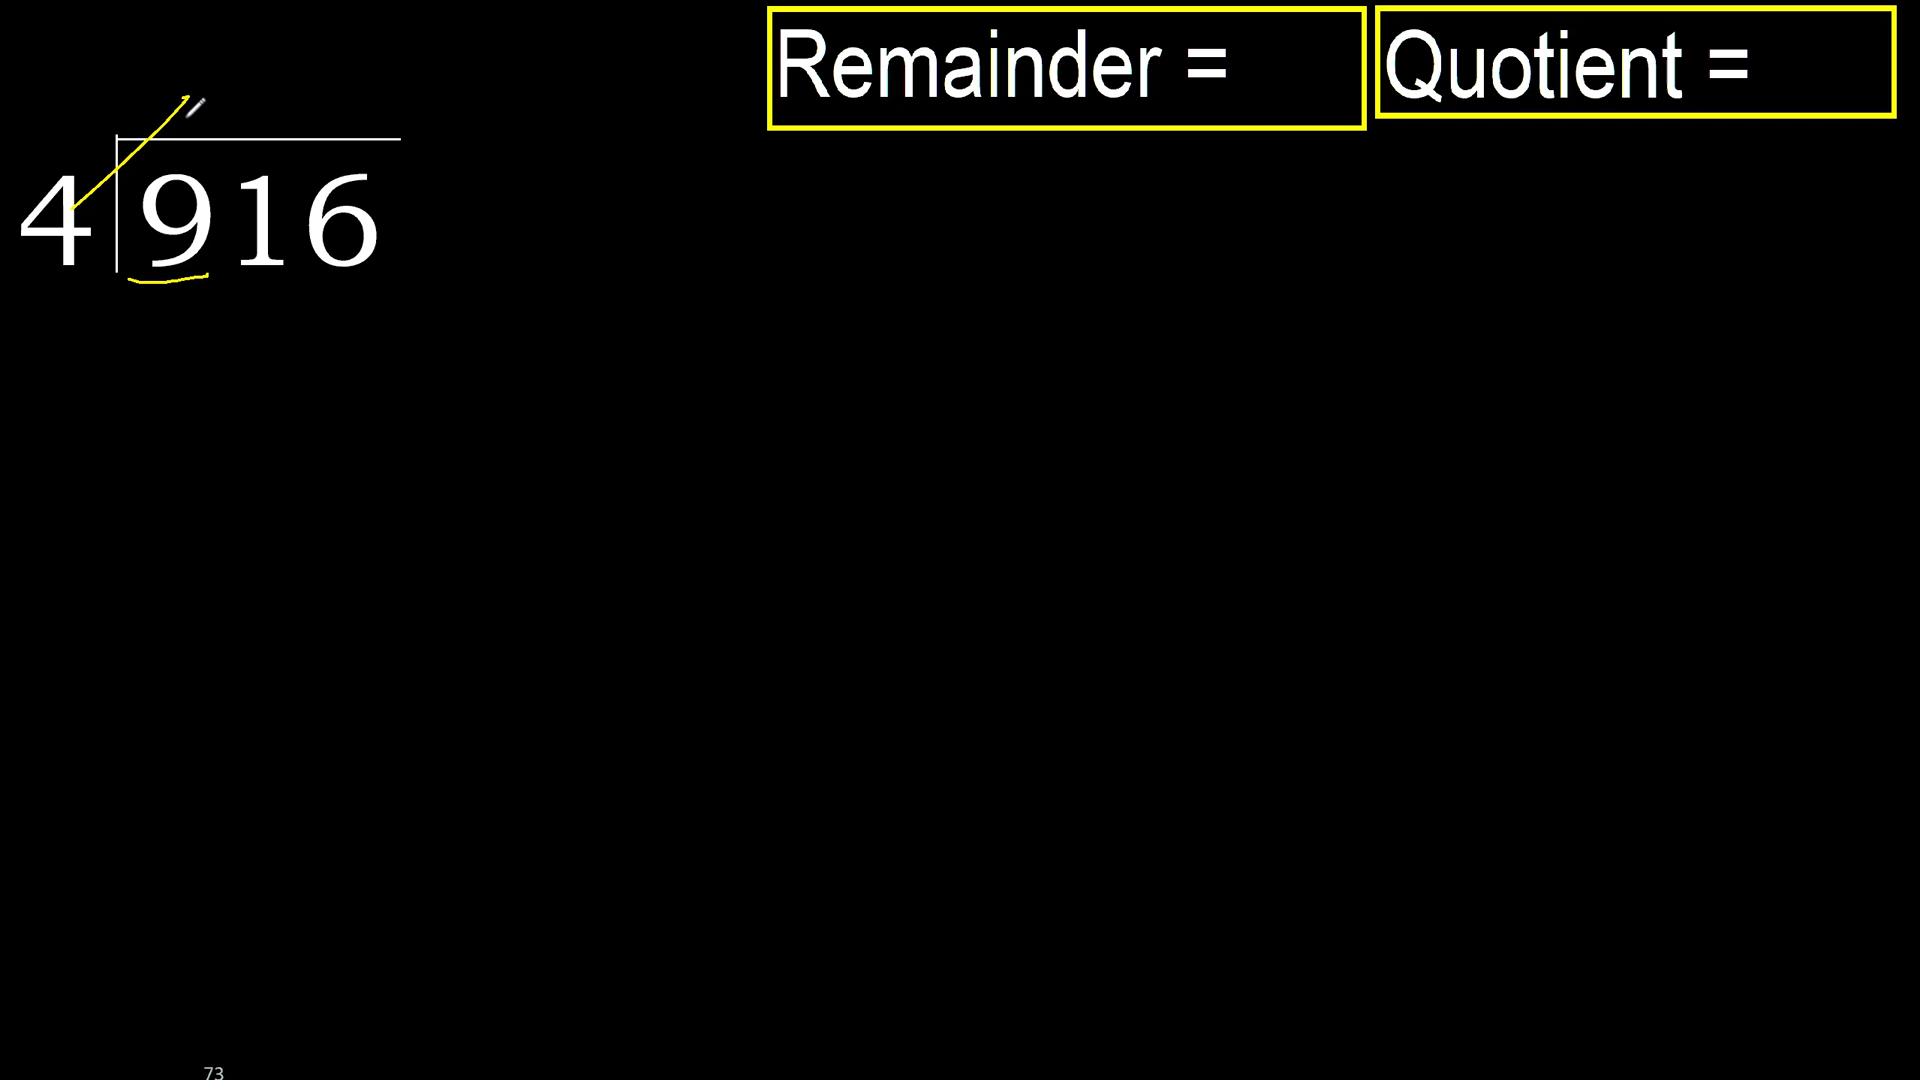 Remainder =
Quotient =
4 916
73